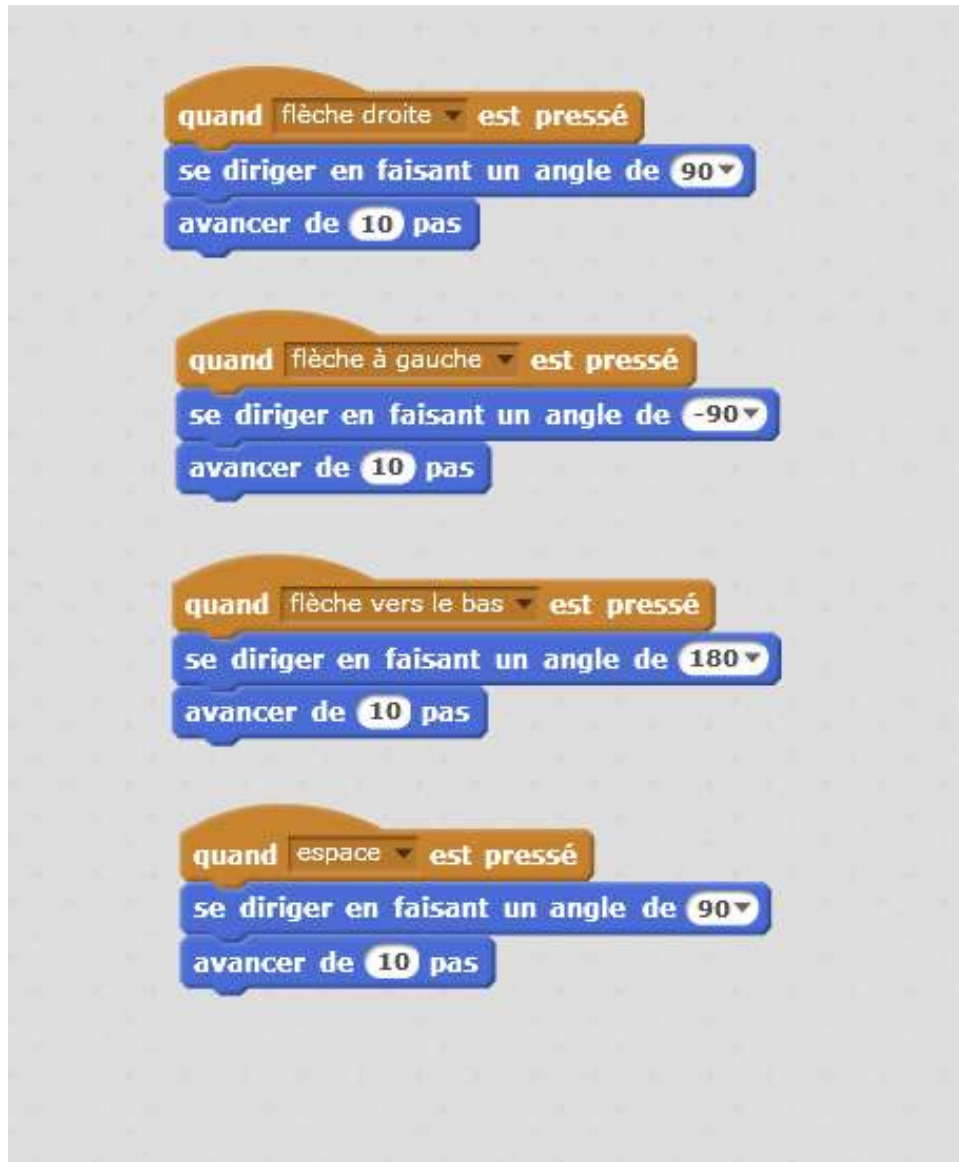 quand flèche droite est pressé
se diriger en faisant un angle de 90
avancer de 10 pas
quand flèche à gauche est pressé
se diriger en faisant un angle de -90
avancer de 10 pas
quand flèche vers le bas est pressé
se diriger en faisant un angle de 180
avancer de 10 pas
quand espace est pressé
se diriger en faisant un angle de 90
avancer de 10 pas